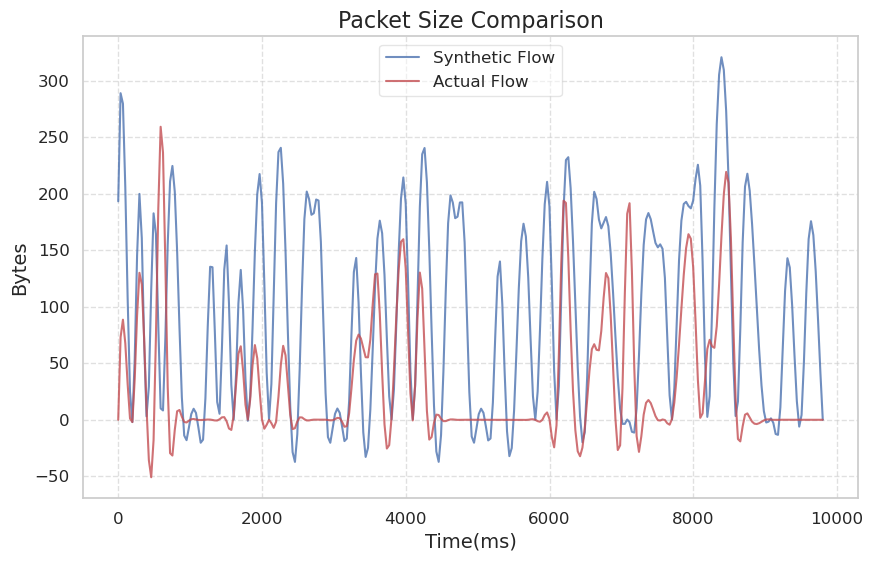 Packet Size Comparison
Synthetic Flow
Actual Flow
Bytes
300
250
200
150
100
50
0
−50
0 2000 4000 6000 8000 10000
Time(ms)